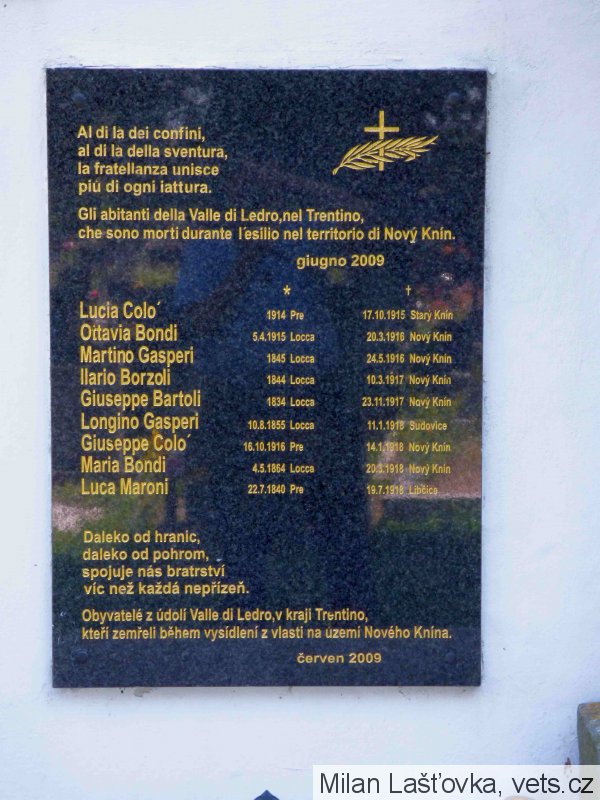 Al di la dei confini,
al di la della sventura,
la fratellanza unisce
piú di ogni iattura.
Gli abitanti della Valle di Ledro,nel Trentino,
che sono morti durante l´esilio nel territorio di Nový Knín.
giugno 2009
* †
Lucia Colo´ 1914 Pre 17.10.1915 Starý Knín
Ottavia Bondi 5.4.1915 Locca 20.3.1916 Nový Knín
Martino Gasperi 1845 Locca 24.5.1916 Nový Knín
Ilario Borzoli 1844 Locca 10.3.1917 Nový Knín
Giuseppe Bartoli 1834 Locca 23.11.1917 Nový Knín
Longino Gasperi 10.8.1855 Locca 11.1.1918 Sudovice
Giuseppe Colo´ 16.10.1916 Pre 14.1.1918 Nový Knín
Maria Bondi 4.5.1864 Locca 20.3.1918 Nový Knín
Luca Maroni 22.7.1840 Pre 19.7.1918 Libčice
Daleko od hranic,
daleko od pohrom,
spojuje nás bratrství
víc než každá nepřízeň.
Obyvatelé z údolí Valle di Ledro,v kraji Trentino,
kteří zemřeli během vysídlení z vlasti na území Nového Knína.
červen 2009
Milan Lašťovka, vets.cz